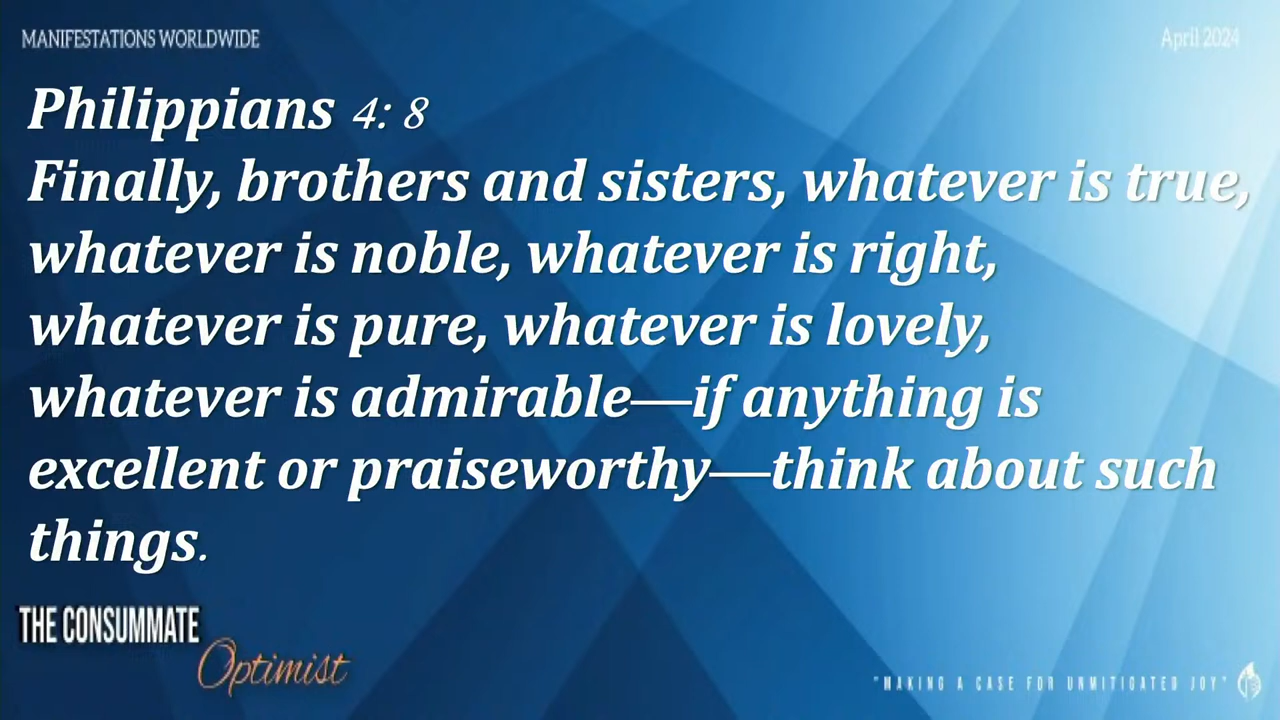 MANIFESTATIONS WORLDWIDE
April 2024
Philippians 4: 8
Finally, brothers and sisters, whatever is true,
whatever is noble, whatever is right,
whatever is pure, whatever is lovely,
whatever is admirable—if anything is
excellent or praiseworthy—think about such
things.
THE CONSUMMATE
Optimist
"MAKING A CASE FOR UNMITIGATED JOY"